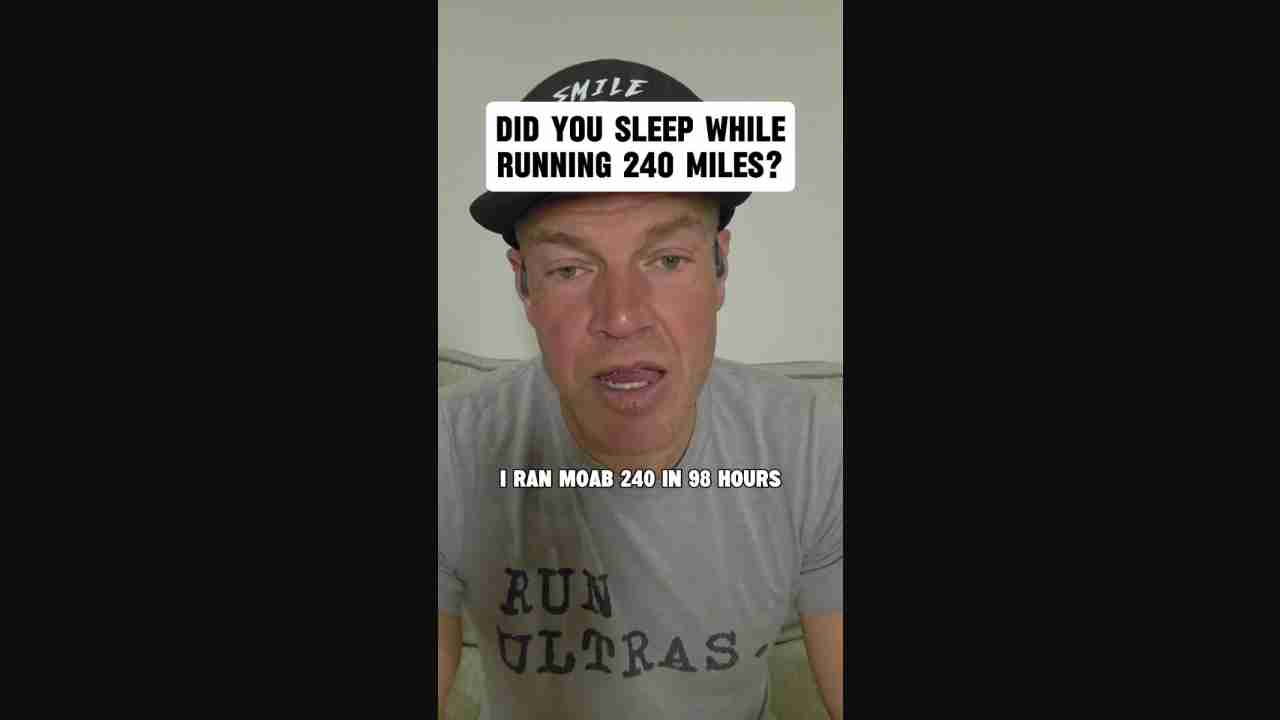 SMILE
DID YOU SLEEP WHILE
RUNNING 240 MILES?
I RAN MOAB 240 IN 98 HOURS
RUN
ULTRAS